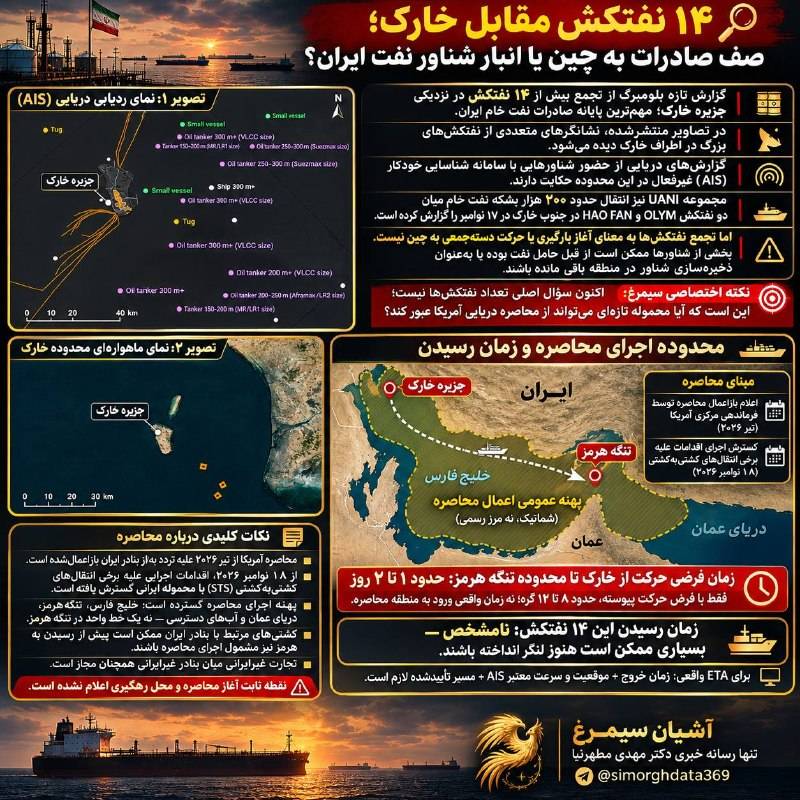 ۱۴ نفتکش مقابل خارک؛
صف صادرات به چین یا انبار شناور نفت ایران؟
تصویر ۱: نمای ردیابی دریایی (AIS)
N
Tug
Small vessel
Small vessel
Oil tanker 300 m+ (VLCC size)
Tanker 150-200 m (MR/LR1 size)
Oil tanker 250-300 m (Suezmax size)
Oil tanker 250-300 m (Suezmax size)
جزیره خارک
Small vessel
Ship 300 m+
Oil tanker 300 m+ (VLCC size)
Tug
Oil tanker 300 m+ (VLCC size)
Oil tanker 200 m+ (VLCC size)
Oil tanker 300 m+
Oil tanker 200-250 m (Aframax/LR2 size)
Tanker 150-200 m (MR/LR1 size)
0 10 20 40 km
گزارش تازه بلومبرگ از تجمع بیش از ۱۴ نفتکش در نزدیکی
جزیره خارک؛ مهم‌ترین پایانه صادرات نفت خام ایران.
در تصاویر منتشرشده، نشانگرهای متعددی از نفتکش‌های
بزرگ در اطراف خارک دیده می‌شود.
گزارش‌های دریایی از حضور شناورهایی با سامانه شناسایی خودکار
(AIS) غیرفعال در این محدوده حکایت دارند.
مجموعه UANI نیز انتقال حدود ۲۰۰ هزار بشکه نفت خام میان
دو نفتکش OLYM و HAO FAN در جنوب خارک در ۱۷ نوامبر را گزارش کرده است.
اما تجمع نفتکش‌ها به معنای آغاز بارگیری یا حرکت دسته‌جمعی به چین نیست.
بخشی از شناورها ممکن است از قبل حامل نفت بوده یا به‌عنوان
ذخیره‌سازی شناور در منطقه باقی مانده باشند.
نکته اختصاصی سیمرغ: اکنون سؤال اصلی تعداد نفتکش‌ها نیست؛
این است که آیا محموله تازه‌ای می‌تواند از محاصره دریایی آمریکا عبور کند؟
تصویر ۲: نمای ماهواره‌ای محدوده خارک
جزیره خارک
0 10 20 30 km
محدوده اجرای محاصره و زمان رسیدن
جزیره خارک
ایران
مبنای محاصره
اعلام بازاعمال محاصره توسط
فرماندهی مرکزی آمریکا
(تیر ۲۰۲۶)
گسترش اجرای اقدامات علیه
برخی انتقال‌های کشتی‌به‌کشتی
(۱۸ نوامبر ۲۰۲۶)
تنگه هرمز
خلیج فارس
پهنه عمومی اعمال محاصره
(شماتیک، نه مرز رسمی)
دریای عمان
عمان
زمان فرضی حرکت از خارک تا محدوده تنگه هرمز: حدود ۱ تا ۲ روز
فقط با فرض حرکت پیوسته، حدود ۸ تا ۱۲ گره؛ نه زمان واقعی ورود به منطقه محاصره.
زمان رسیدن این ۱۴ نفتکش: نامشخص —
بسیاری ممکن است هنوز لنگر انداخته باشند.
برای ETA واقعی: زمان خروج + موقعیت و سرعت معتبر AIS + مسیر تأییدشده لازم است.
نکات کلیدی درباره محاصره
محاصره آمریکا از تیر ۲۰۲۶ علیه تردد به/از بنادر ایران بازاعمال‌شده است.
از ۱۸ نوامبر ۲۰۲۶، اقدامات اجرایی علیه برخی انتقال‌های
کشتی‌به‌کشتی (STS) با محموله ایرانی گسترش یافته است.
پهنه اجرای محاصره گسترده است: خلیج فارس، تنگه هرمز،
دریای عمان و آب‌های دسترسی — نه یک خط واحد در تنگه هرمز.
کشتی‌های مرتبط با بنادر ایران ممکن است پیش از رسیدن به
هرمز نیز مشمول اجرای محاصره باشند.
تجارت غیرایرانی میان بنادر غیرایرانی همچنان مجاز است.
نقطه ثابت آغاز محاصره و محل رهگیری اعلام نشده است.
آشیان سیمرغ
تنها رسانه خبری دکتر مهدی مطهرنیا
@simorghdata369